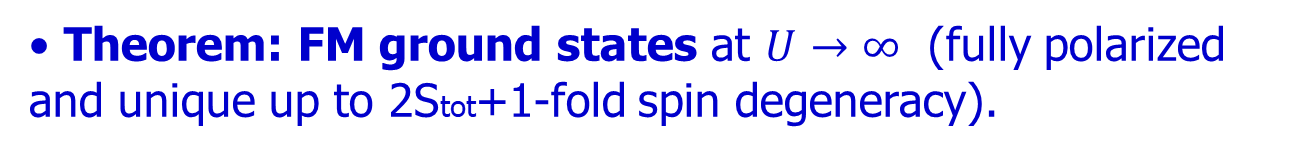 • Theorem: FM ground states at U → ∞ (fully polarized
and unique up to 2Stot+1-fold spin degeneracy).